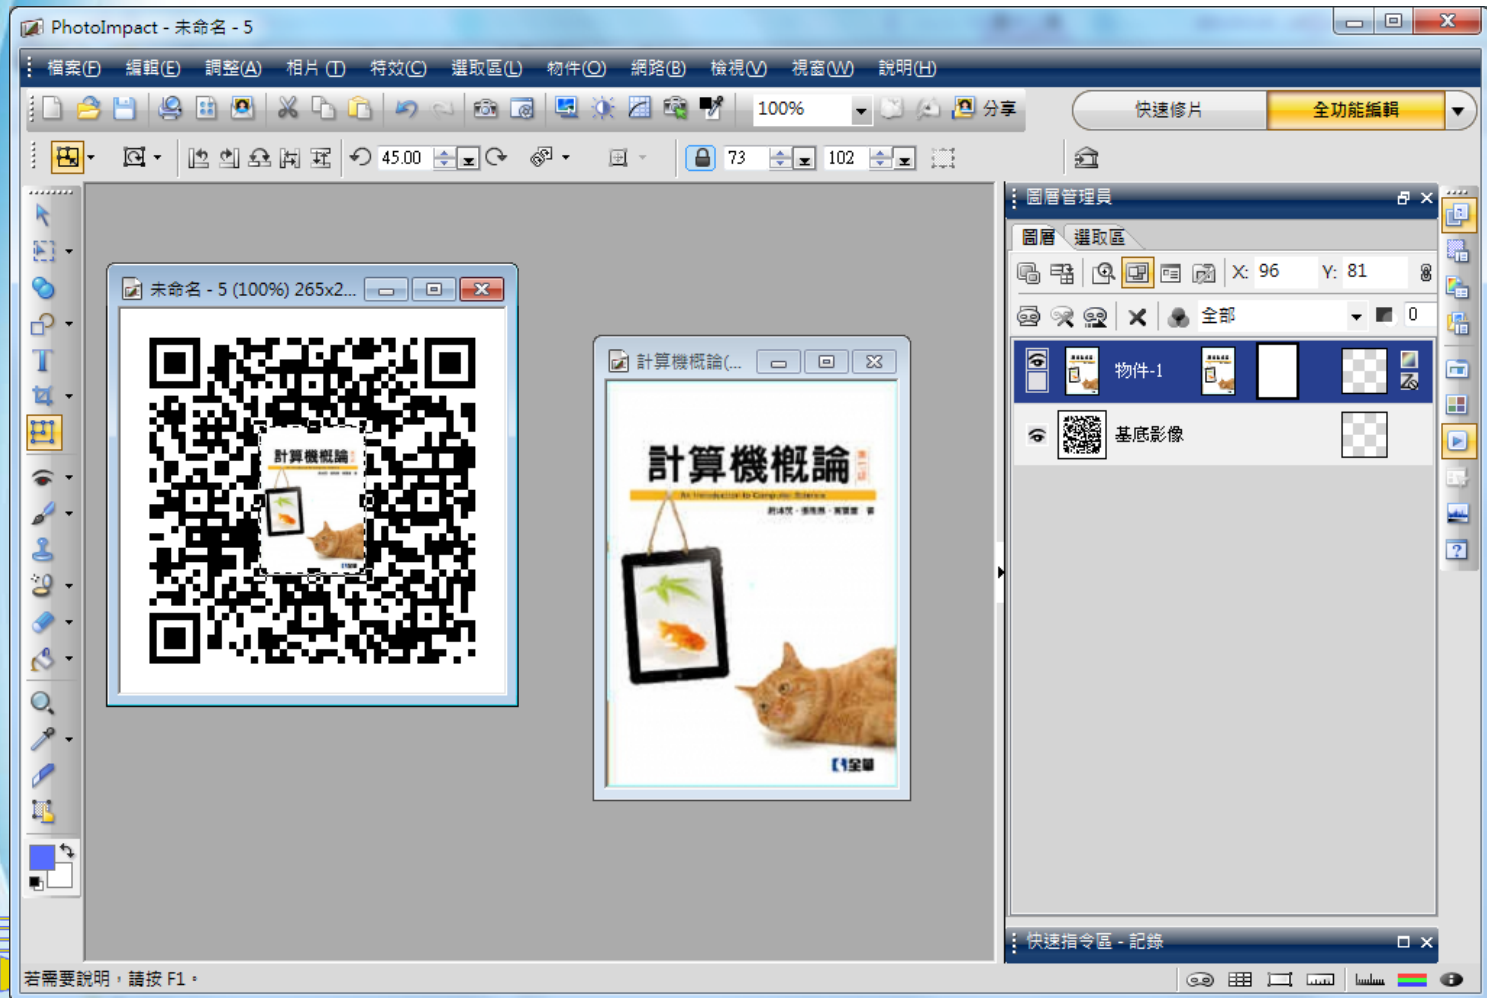 PhotoImpact - 未命名 - 5
檔案(F) 編輯(E) 調整(A) 相片(T) 特效(C) 選取區(L) 物件(O) 網路(B) 檢視(V) 視窗(W) 說明(H)
100% 分享 快速修片 全功能編輯
45.00 73 102
圖層管理員
圖層 選取區
X: 96 Y: 81
全部 0
物件-1
基底影像
未命名 - 5 (100%) 265x2...
計算機概論
全華
計算機概論(...
計算機概論
An Introduction to Computer Science
著
全華
快速指令區 - 記錄
若需要說明，請按 F1。